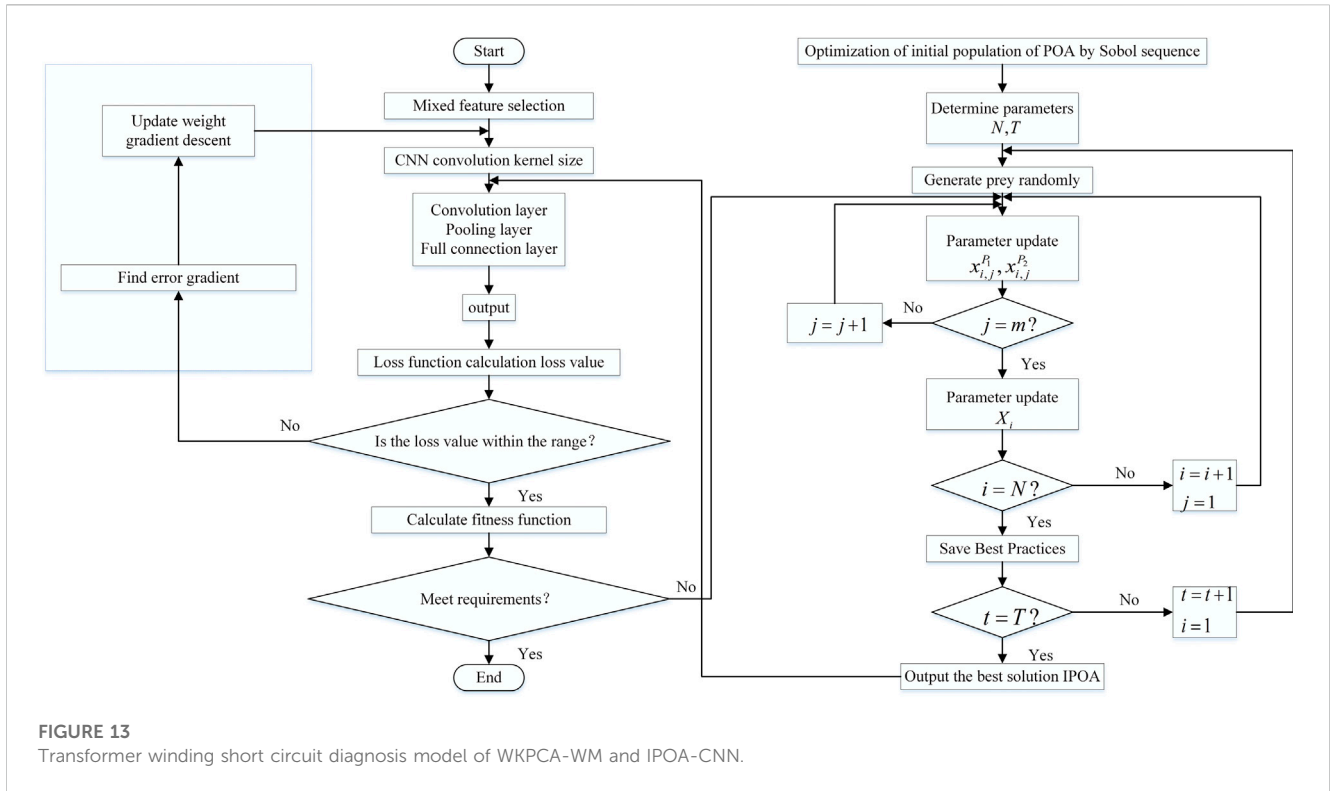 Start
Mixed feature selection
Update weight
gradient descent
CNN convolution kernel size
Convolution layer
Pooling layer
Full connection layer
Find error gradient
output
Loss function calculation loss value
No
Is the loss value within the range?
Yes
Calculate fitness function
No
Meet requirements?
Yes
End
Optimization of initial population of POA by Sobol sequence
Determine parameters
N,T
Generate prey randomly
Parameter update
x_{i,j}^{P_1}, x_{i,j}^{P_2}
j = j+1
No
j = m?
Yes
Parameter update
X_i
i = N?
No
i = i+1
j = 1
Yes
Save Best Practices
t = T?
No
t = t+1
i = 1
Yes
Output the best solution IPOA
FIGURE 13
Transformer winding short circuit diagnosis model of WKPCA-WM and IPOA-CNN.